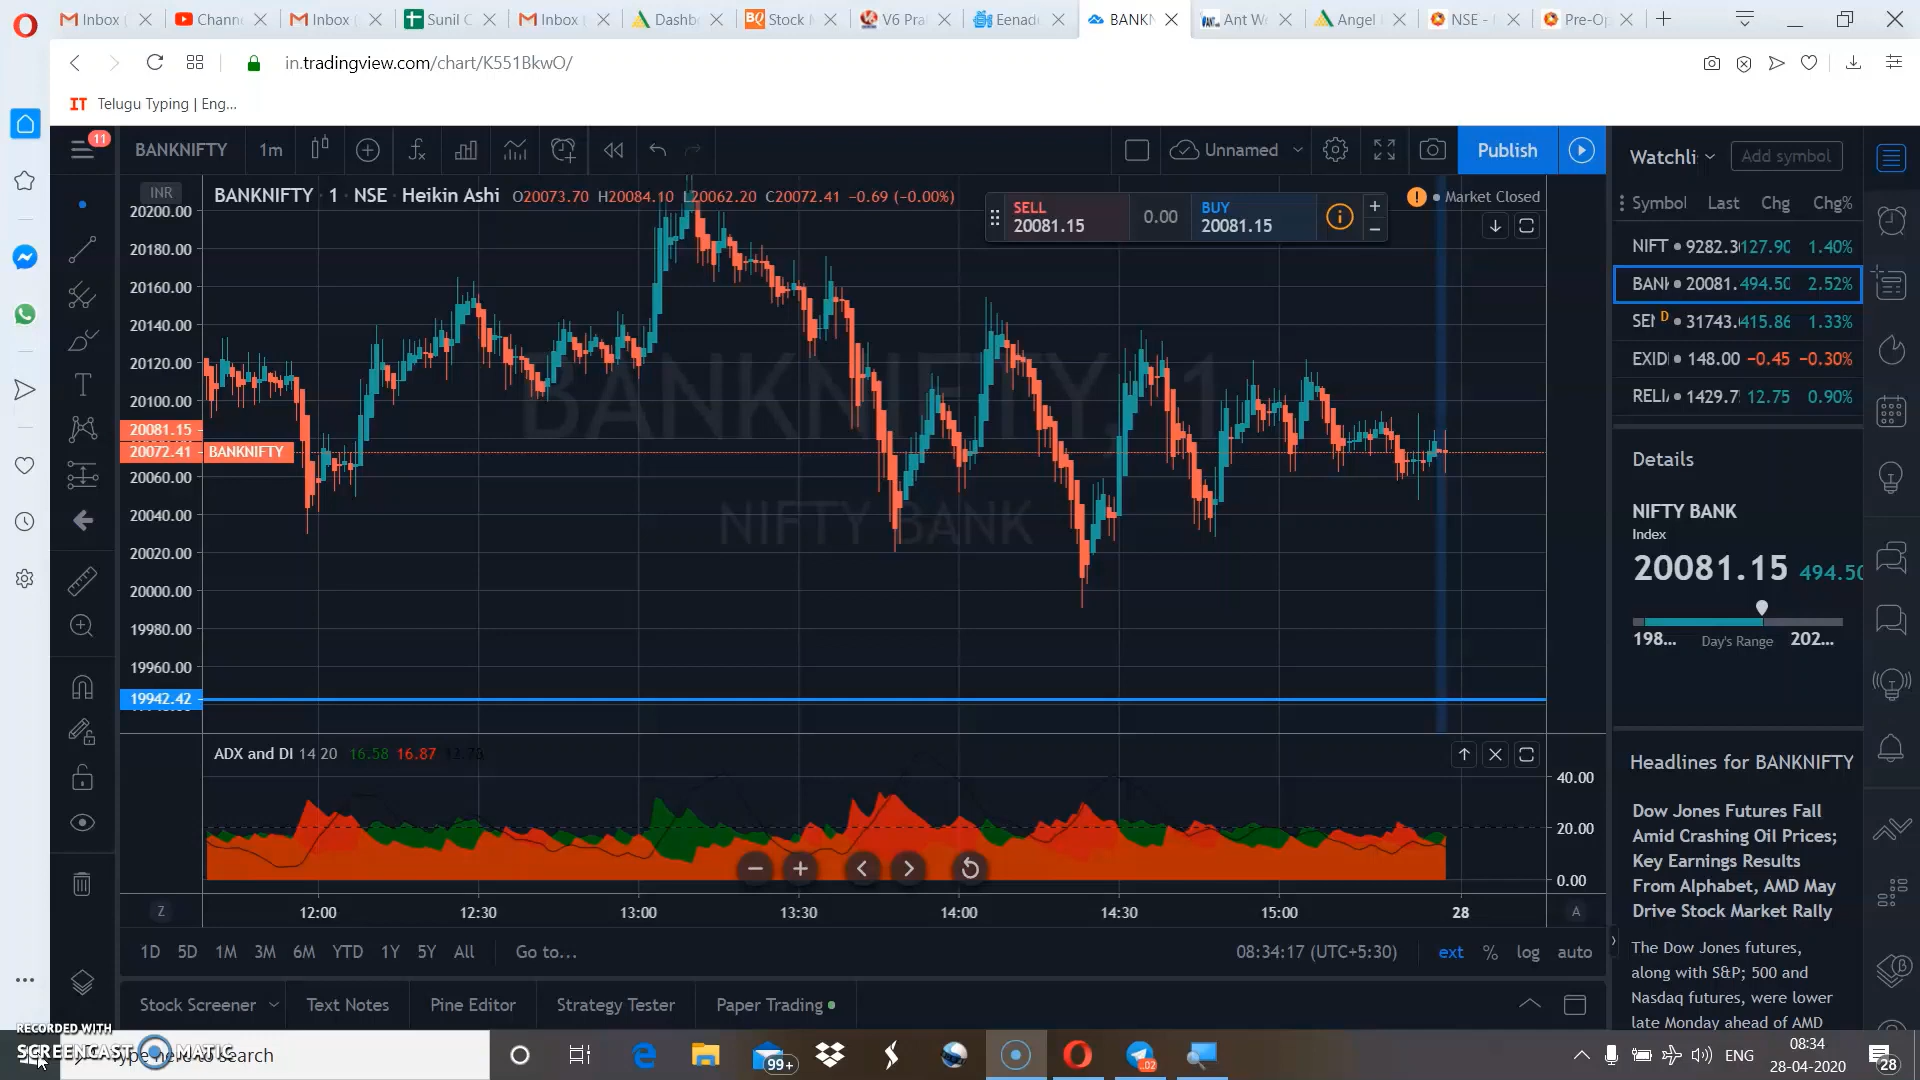 Inbox (
Chann
Inbox
Inbox (
Sunil C
Inbox
Dashb
BQ Stock
V6 Pra
Eenad
BANKN
Ant W
Angel
NSE -
Pre-Op
in.tradingview.com/chart/K551BkwO/
IT Telugu Typing | Eng...
11
BANKNIFTY
1m
Unnamed
Publish
Watchli
Add symbol
INR
BANKNIFTY · 1 · NSE · Heikin Ashi O20073.70 H20084.10 L20062.20 C20072.41 −0.69 (−0.00%)
SELL
20081.15
0.00
BUY
20081.15
Market Closed
Symbol Last Chg Chg%
NIFT 9282.3 127.90 1.40%
BANK 20081. 494.50 2.52%
SEN D 31743. 415.86 1.33%
EXID 148.00 −0.45 −0.30%
RELI 1429.7 12.75 0.90%
20200.00
20180.00
20160.00
20140.00
20120.00
20100.00
20081.15
20072.41 BANKNIFTY
20060.00
20040.00
20020.00
20000.00
19980.00
19960.00
19942.42
BANKNIFTY, 1
NIFTY BANK
Details
NIFTY BANK
Index
20081.15 494.50
198... Day's Range 202...
ADX and DI 14 20 16.58 16.87
40.00
20.00
0.00
Headlines for BANKNIFTY
Dow Jones Futures Fall
Amid Crashing Oil Prices;
Key Earnings Results
From Alphabet, AMD May
Drive Stock Market Rally
The Dow Jones futures,
along with S&P; 500 and
Nasdaq futures, were lower
late Monday ahead of AMD
Z
12:00 12:30 13:00 13:30 14:00 14:30 15:00 28
A
1D 5D 1M 3M 6M YTD 1Y 5Y All Go to...
08:34:17 (UTC+5:30) ext % log auto
Stock Screener Text Notes Pine Editor Strategy Tester Paper Trading
RECORDED WITH
SCREENCAST MATIC
Type here to search
99+
02
ENG
08:34
28-04-2020
28